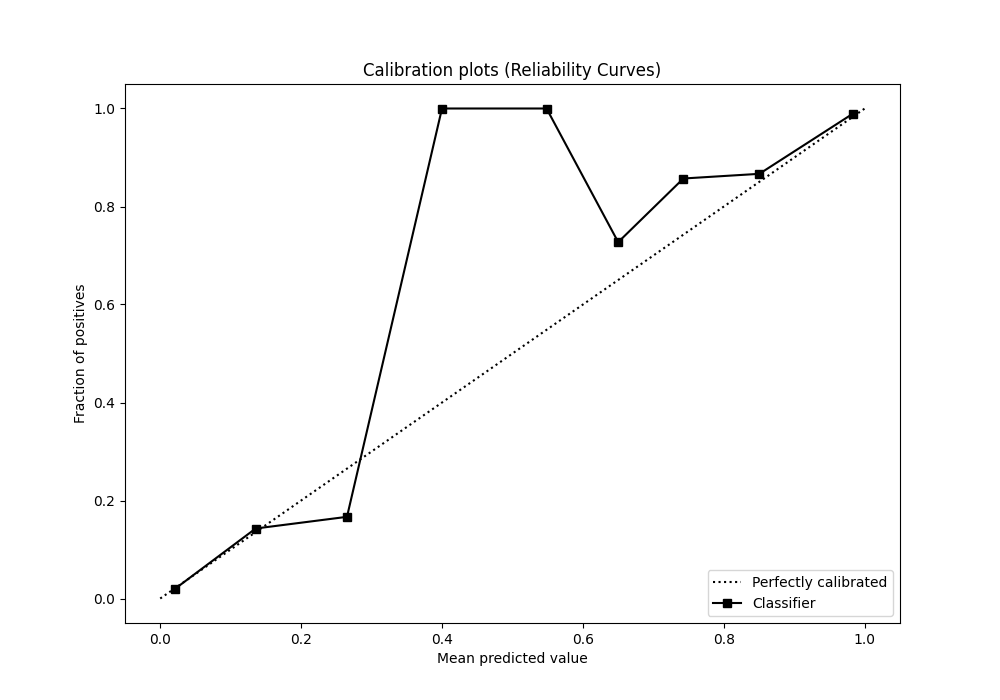 Calibration plots (Reliability Curves)
Fraction of positives
1.0
0.8
0.6
0.4
0.2
0.0
0.0 0.2 0.4 0.6 0.8 1.0
Mean predicted value
Perfectly calibrated
Classifier